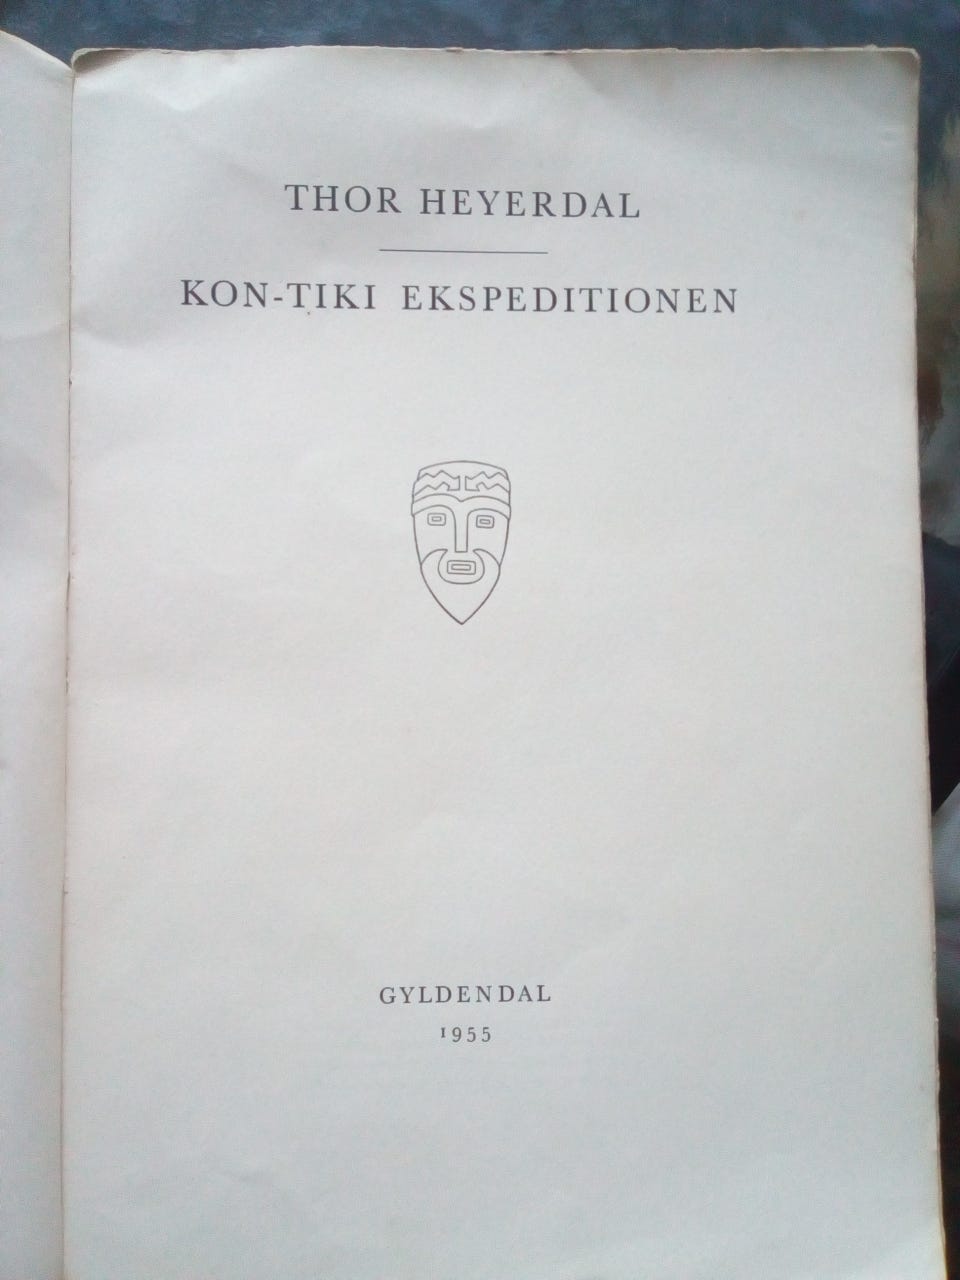 THOR HEYERDAL
KON-TIKI EKSPEDITIONEN
GYLDENDAL
1955